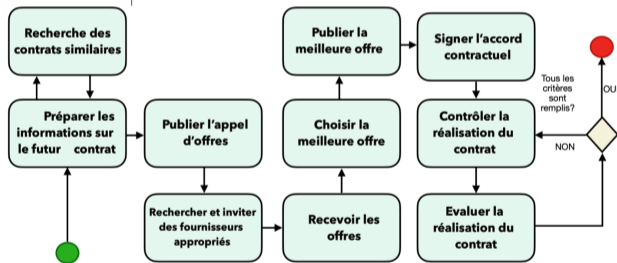 Recherche des
contrats similaires
Préparer les
informations sur
le futur contrat
Publier l'appel
d'offres
Rechercher et inviter
des fournisseurs
appropriés
Recevoir les
offres
Choisir la
meilleure offre
Publier la
meilleure offre
Signer l'accord
contractuel
Contrôler la
réalisation du
contrat
Evaluer la
réalisation du
contrat
Tous les
critères
sont
remplis?
NON
OU